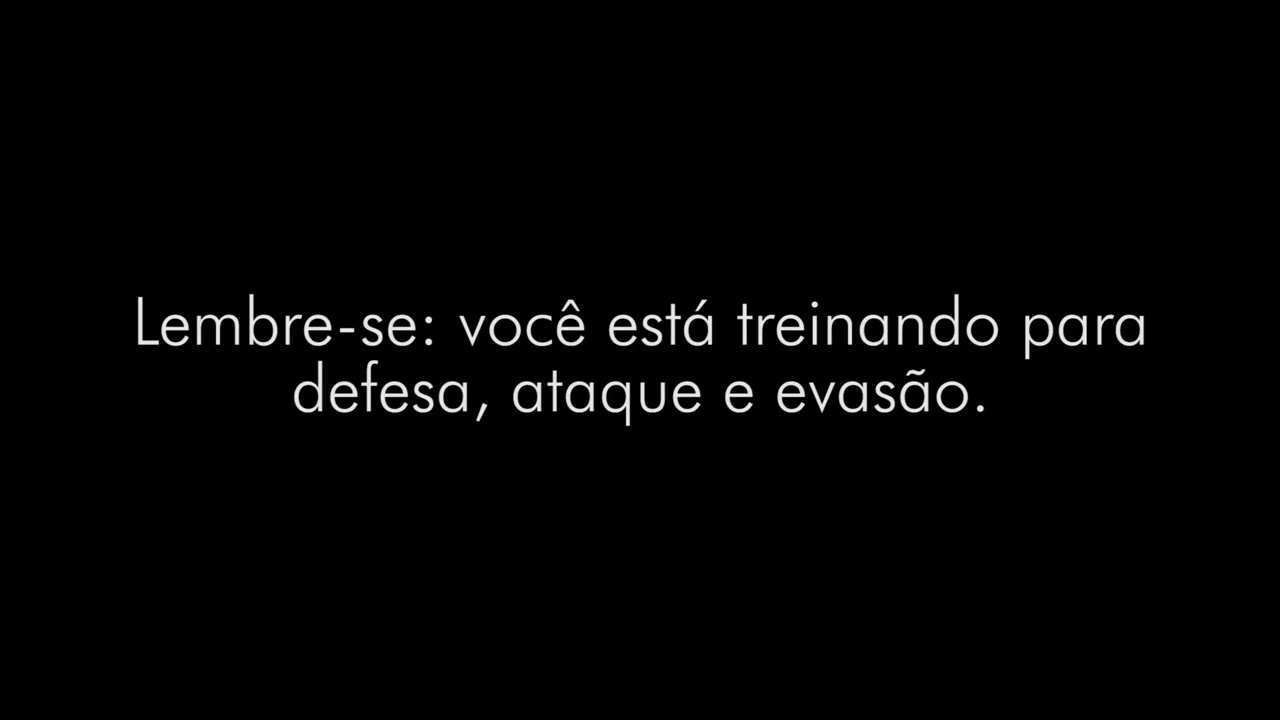 Lembre-se: você está treinando para
defesa, ataque e evasão.